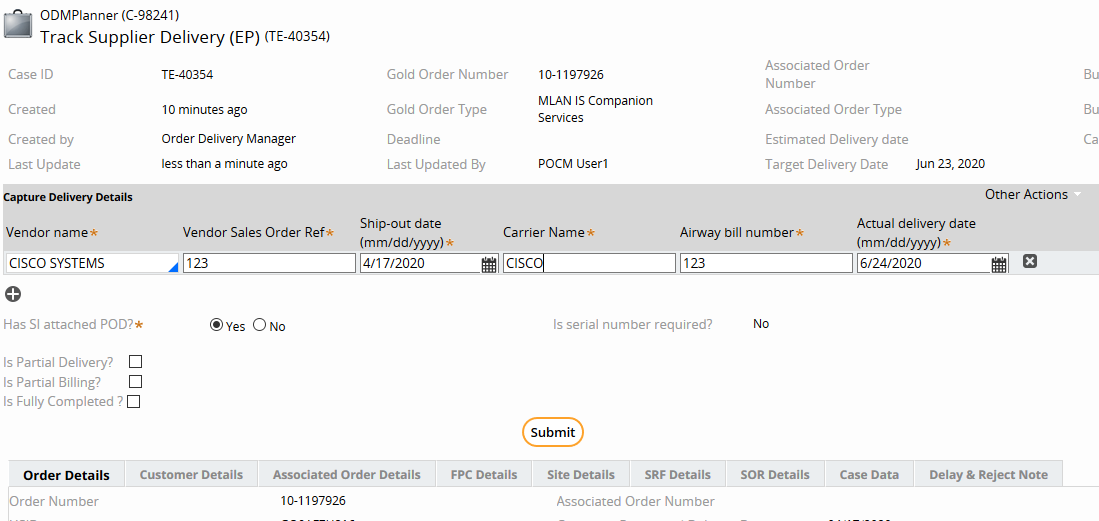 ODMPlanner (C-98241)
Track Supplier Delivery (EP) (TE-40354)
Case ID TE-40354 Gold Order Number 10-1197926 Associated Order Number Bu
Created 10 minutes ago Gold Order Type MLAN IS Companion Services Associated Order Type Bu
Created by Order Delivery Manager Deadline Estimated Delivery date Ca
Last Update less than a minute ago Last Updated By POCM User1 Target Delivery Date Jun 23, 2020
Capture Delivery Details Other Actions
Vendor name* Vendor Sales Order Ref* Ship-out date (mm/dd/yyyy)* Carrier Name* Airway bill number* Actual delivery date (mm/dd/yyyy)*
CISCO SYSTEMS 123 4/17/2020 CISCO 123 6/24/2020
Has SI attached POD?* Yes No Is serial number required? No
Is Partial Delivery?
Is Partial Billing?
Is Fully Completed ?
Submit
Order Details Customer Details Associated Order Details FPC Details Site Details SRF Details SOR Details Case Data Delay & Reject Note
Order Number 10-1197926 Associated Order Number